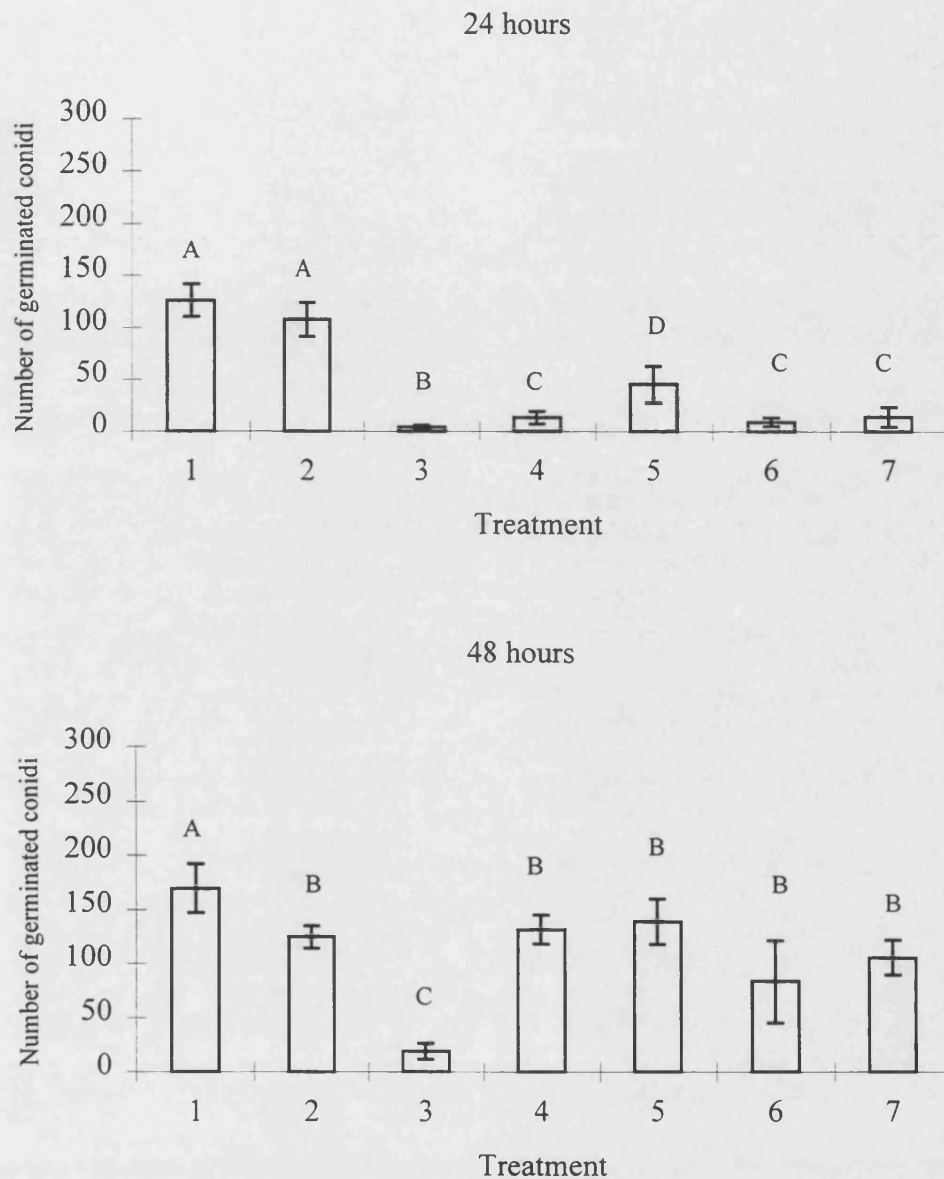 24 hours
Number of germinated conidi
300
250
200
150
100
50
0
A
A
B
C
D
C
C
1 2 3 4 5 6 7
Treatment
48 hours
Number of germinated conidi
300
250
200
150
100
50
0
A
B
C
B
B
B
B
1 2 3 4 5 6 7
Treatment